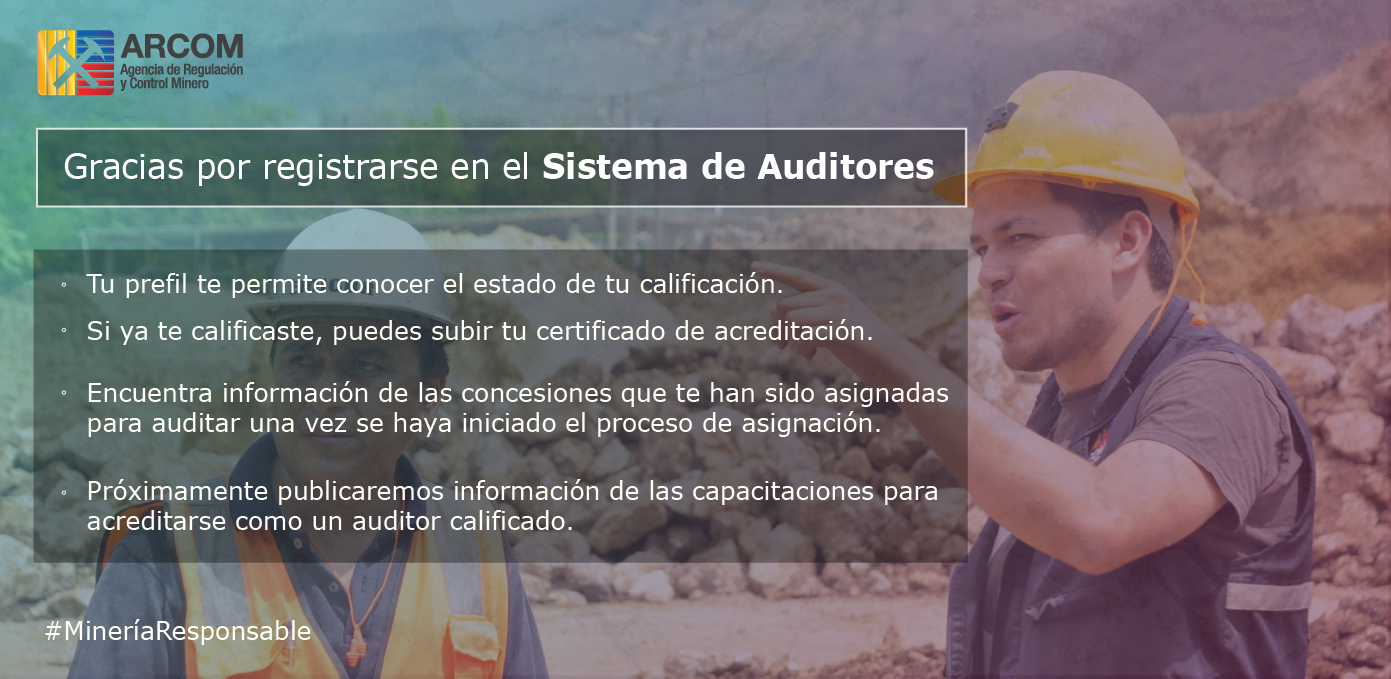 ARCOM
Agencia de Regulación
y Control Minero
Gracias por registrarse en el Sistema de Auditores
◦ Tu prefil te permite conocer el estado de tu calificación.
◦ Si ya te calificaste, puedes subir tu certificado de acreditación.
◦ Encuentra información de las concesiones que te han sido asignadas
para auditar una vez se haya iniciado el proceso de asignación.
◦ Próximamente publicaremos información de las capacitaciones para
acreditarse como un auditor calificado.
#MineríaResponsable